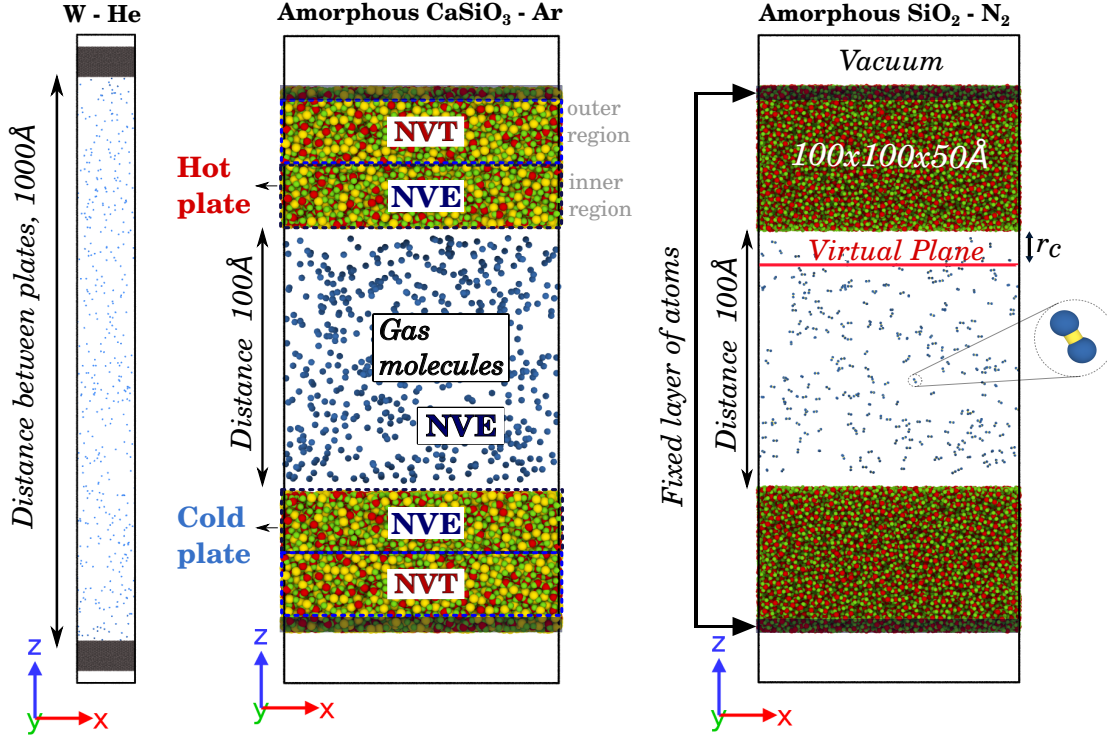 W - He
Distance between plates, 1000Å
z
y
x
Amorphous CaSiO₃ - Ar
outer
region
NVT
Hot
plate
NVE
inner
region
Distance 100Å
Gas
molecules
NVE
Cold
plate
NVE
NVT
z
y
x
Amorphous SiO₂ - N₂
Vacuum
100x100x50Å
Virtual Plane
r_c
Distance 100Å
Fixed layer of atoms
z
y
x